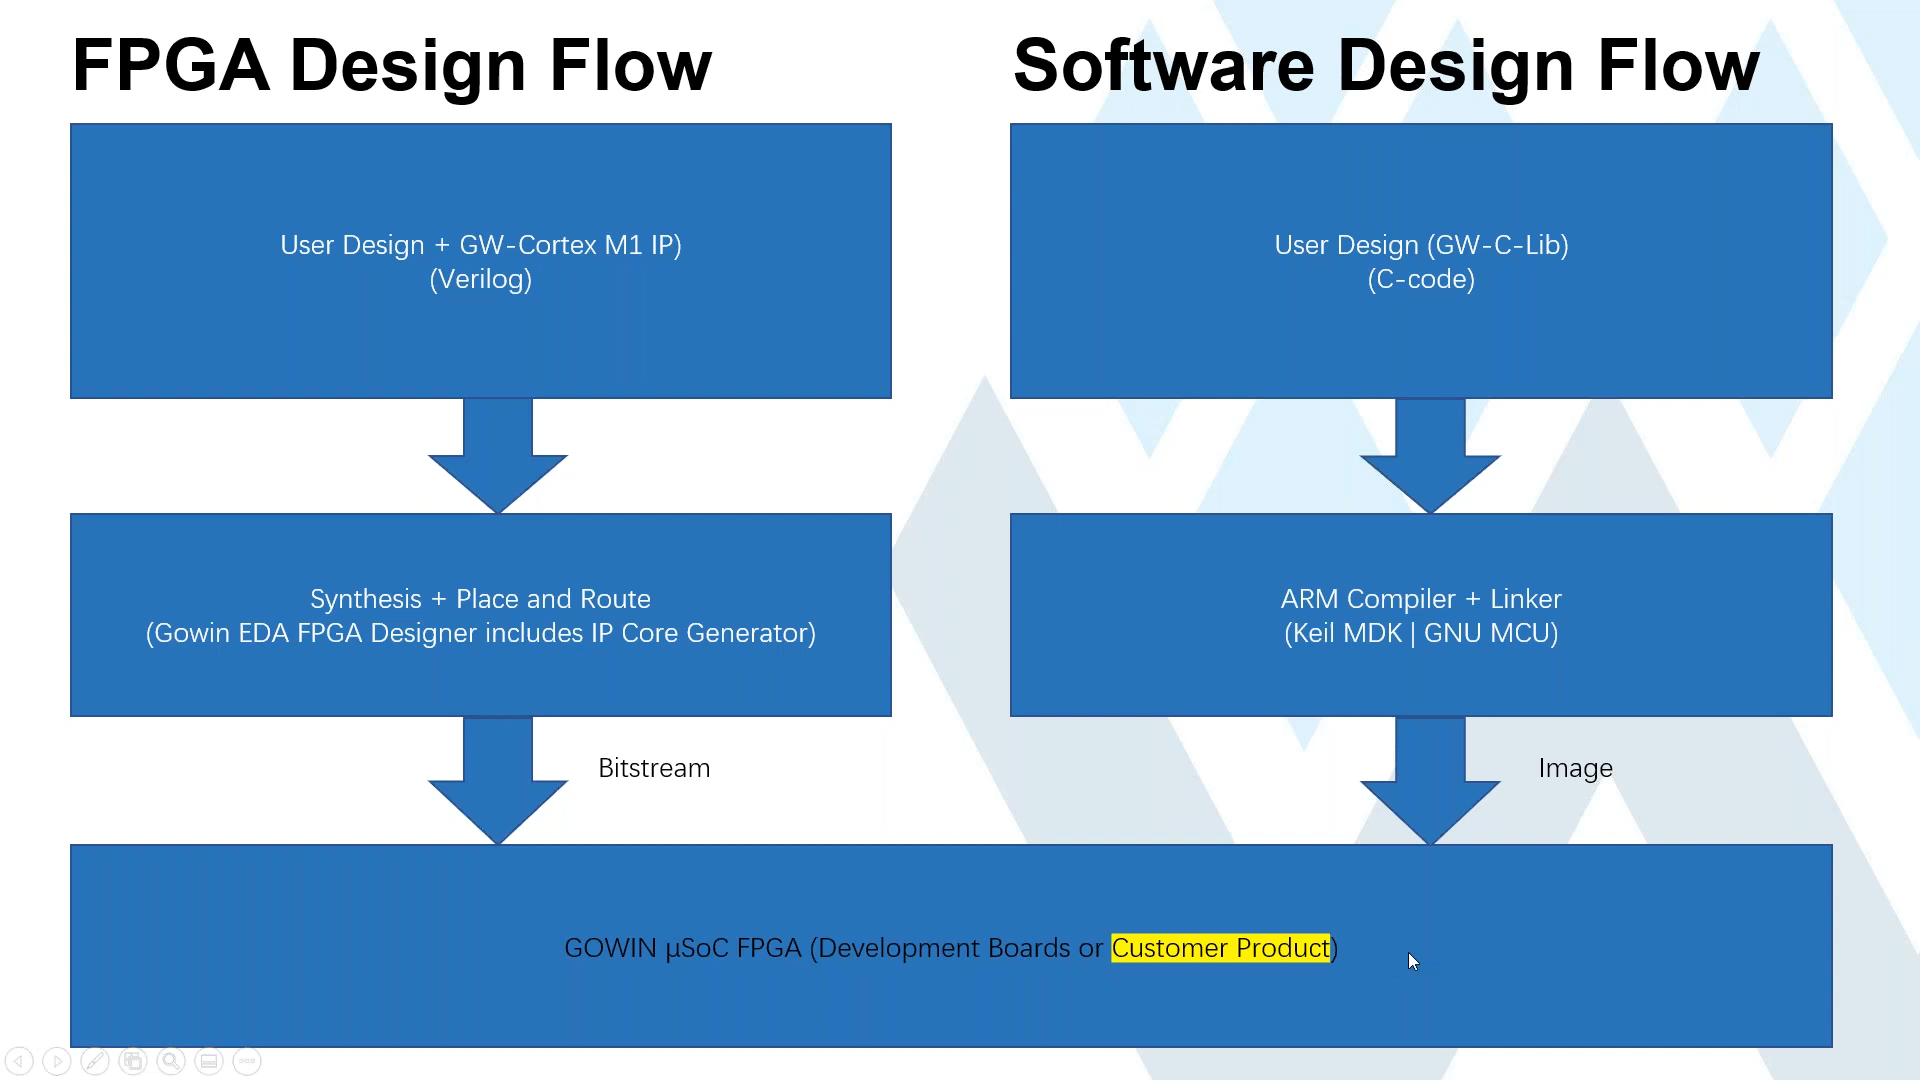 FPGA Design Flow
User Design + GW-Cortex M1 IP)
(Verilog)
Synthesis + Place and Route
(Gowin EDA FPGA Designer includes IP Core Generator)
Bitstream
Software Design Flow
User Design (GW-C-Lib)
(C-code)
ARM Compiler + Linker
(Keil MDK | GNU MCU)
Image
GOWIN µSoC FPGA (Development Boards or Customer Product)